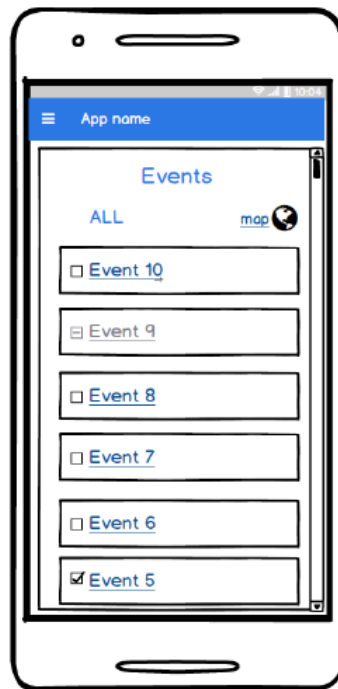 10:04
App name
Events
ALL map
Event 10
Event 9
Event 8
Event 7
Event 6
Event 5